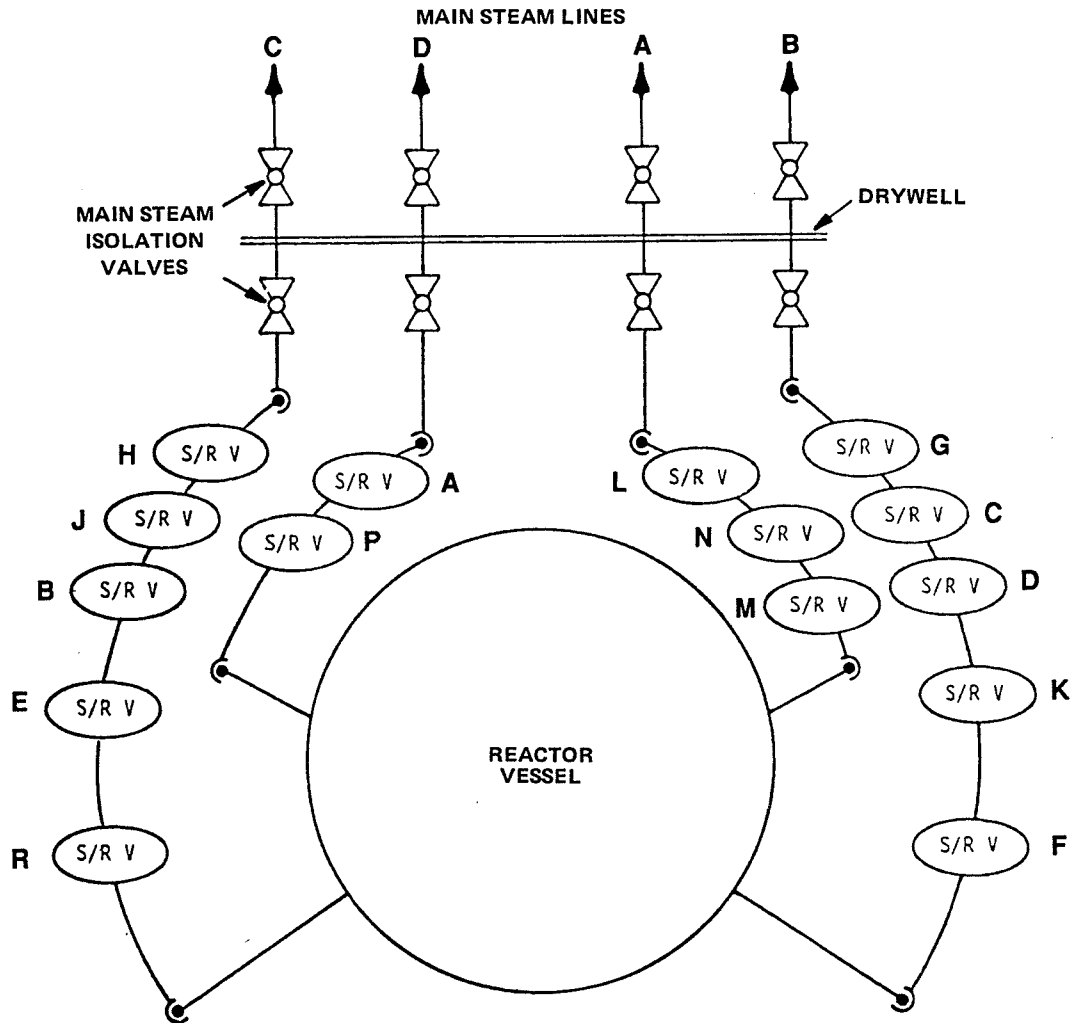 MAIN STEAM LINES
C D A B
MAIN STEAM
ISOLATION
VALVES
DRYWELL
H S/R V
S/R V A
L S/R V
S/R V G
J S/R V
P S/R V
N S/R V
S/R V C
B S/R V
M S/R V
S/R V D
E S/R V
S/R V K
REACTOR
VESSEL
R S/R V
S/R V F